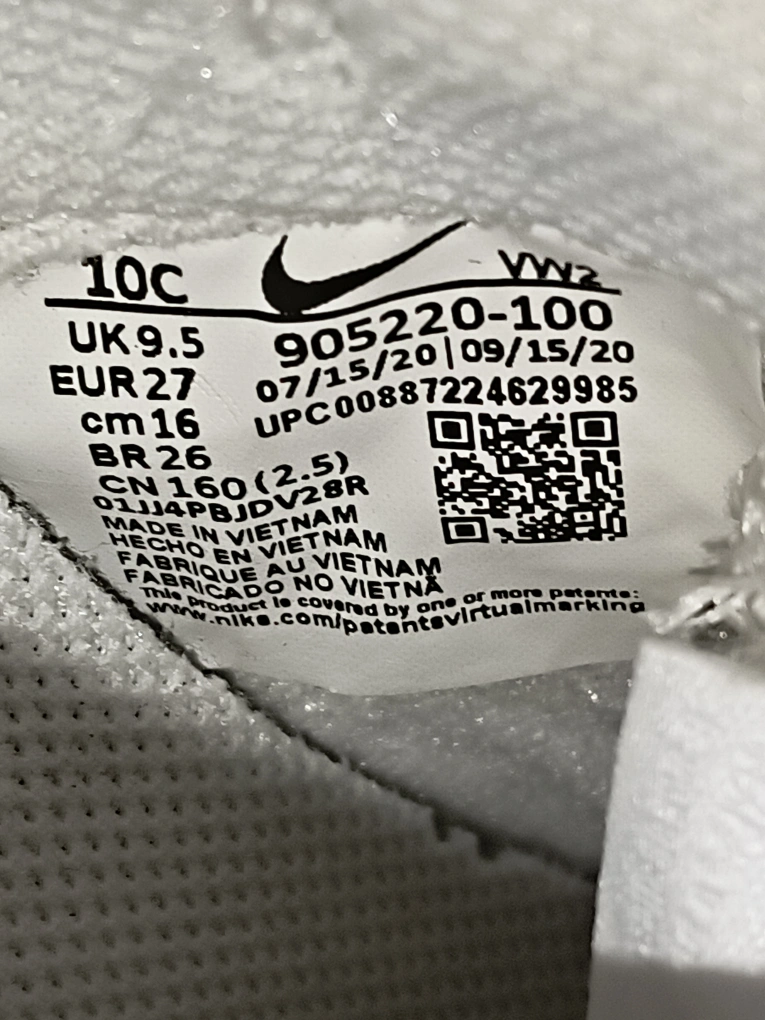 10C
VW2
UK 9.5
905220-100
EUR 27
07/15/20 | 09/15/20
cm 16
UPC 00887224629985
BR 26
CN 160 (2.5)
01JJ4PBJDV28R
MADE IN VIETNAM
HECHO EN VIETNAM
FABRIQUE AU VIETNAM
FABRICADO NO VIETNÃ
This product is covered by one or more patents:
www.nike.com/patentsvirtualmarking